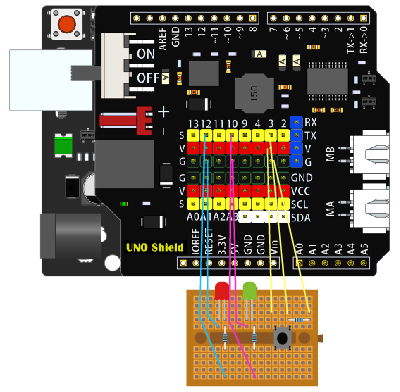 AREF
GND
13
12
~11
~10
~9
8
7
~6
~5
4
~3
2
TX->1
RX->0
ON
OFF
+
-
13 12 11 10 9 4 3 2
RX
S
TX
V
V
G
G
G
GND
V
VCC
S
SCL
A0 A1 A2 A3
SDA
MB
MA
UNO Shield
IOREF
RESET
3.3V
5V
GND
GND
Vin
A0
A1
A2
A3
A4
A5